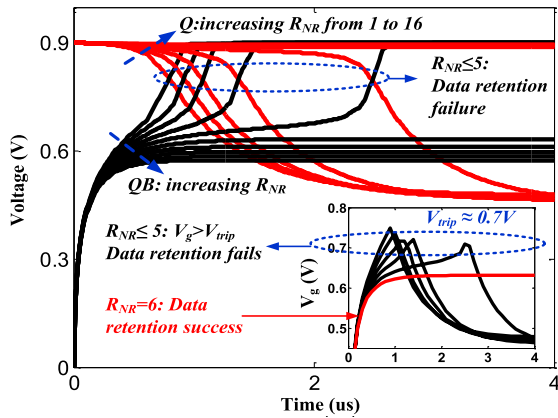 Q:increasing R_NR from 1 to 16
0.9
R_NR≤5:
Data retention
failure
Voltage (V)
0.6
QB: increasing R_NR
R_NR≤ 5: V_g>V_trip
Data retention fails
V_trip ≈ 0.7V
0.8
0.7
0.6
0.5
V_g (V)
0 1 2 3 4
0.3
R_NR=6: Data
retention success
0
0 2 4
Time (us)